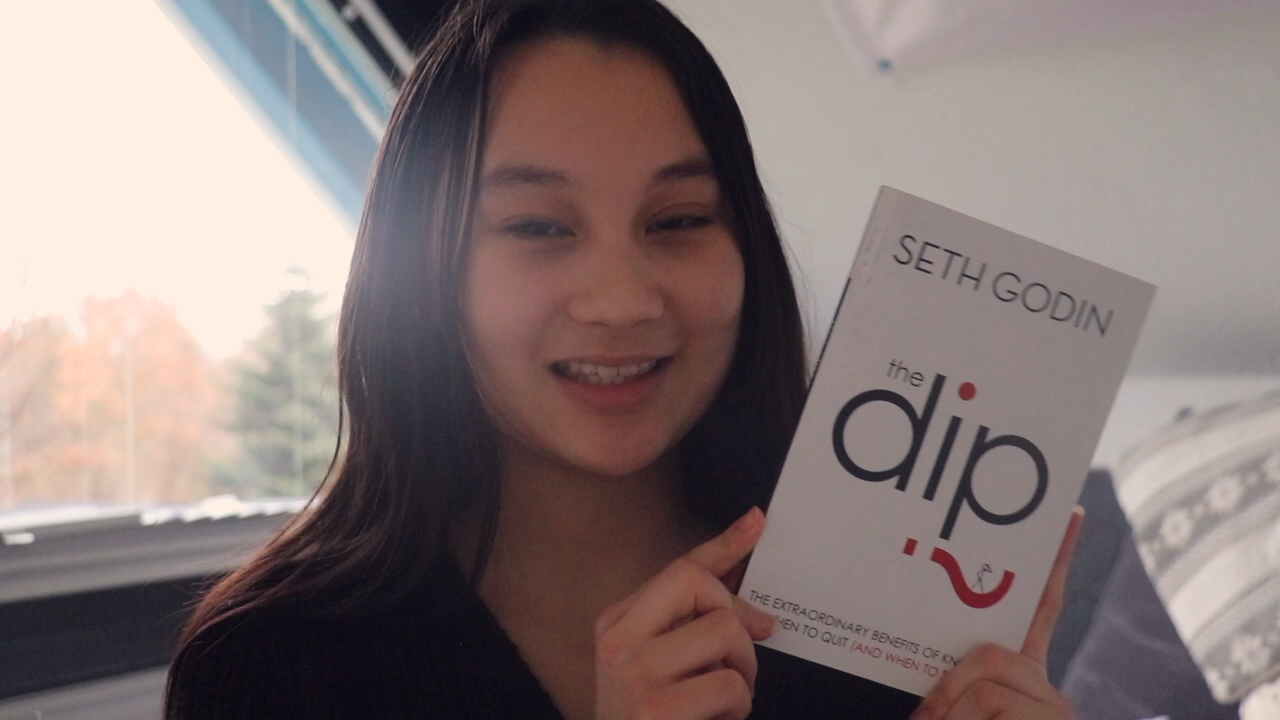 SETH GODIN
the
dip
THE EXTRAORDINARY BENEFITS OF
WHEN TO QUIT (AND WHEN TO